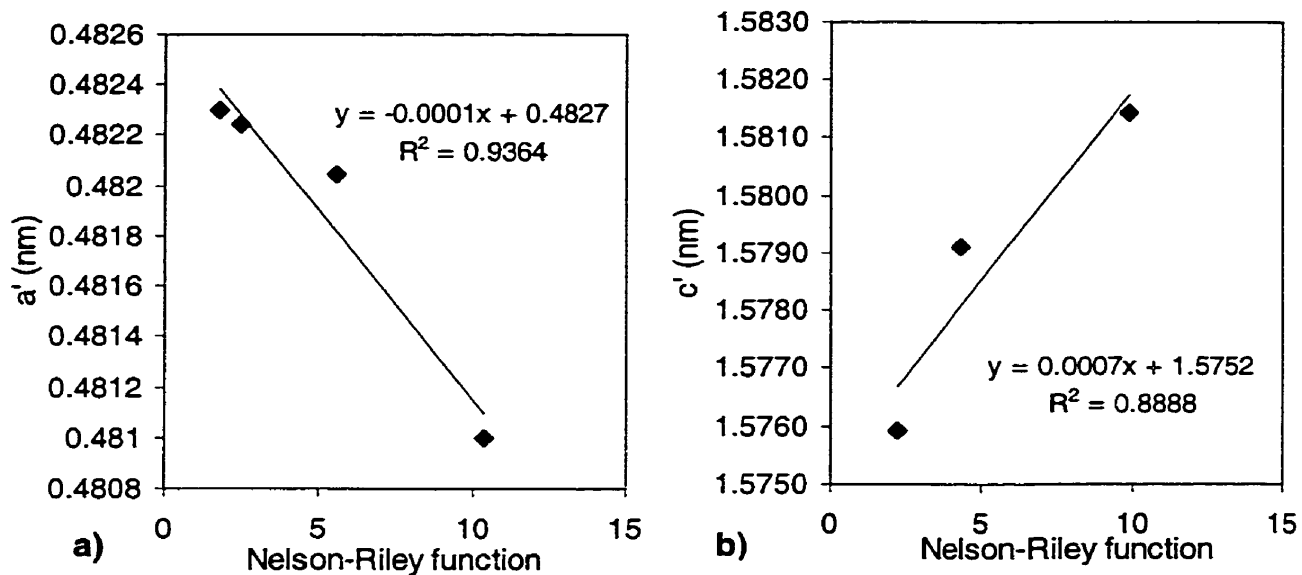 0.4826
0.4824
0.4822
0.482
0.4818
0.4816
0.4814
0.4812
0.481
0.4808
a' (nm)
y = -0.0001x + 0.4827
R² = 0.9364
0
5
10
15
a)
Nelson-Riley function
1.5830
1.5820
1.5810
1.5800
1.5790
1.5780
1.5770
1.5760
1.5750
c' (nm)
y = 0.0007x + 1.5752
R² = 0.8888
0
5
10
15
b)
Nelson-Riley function